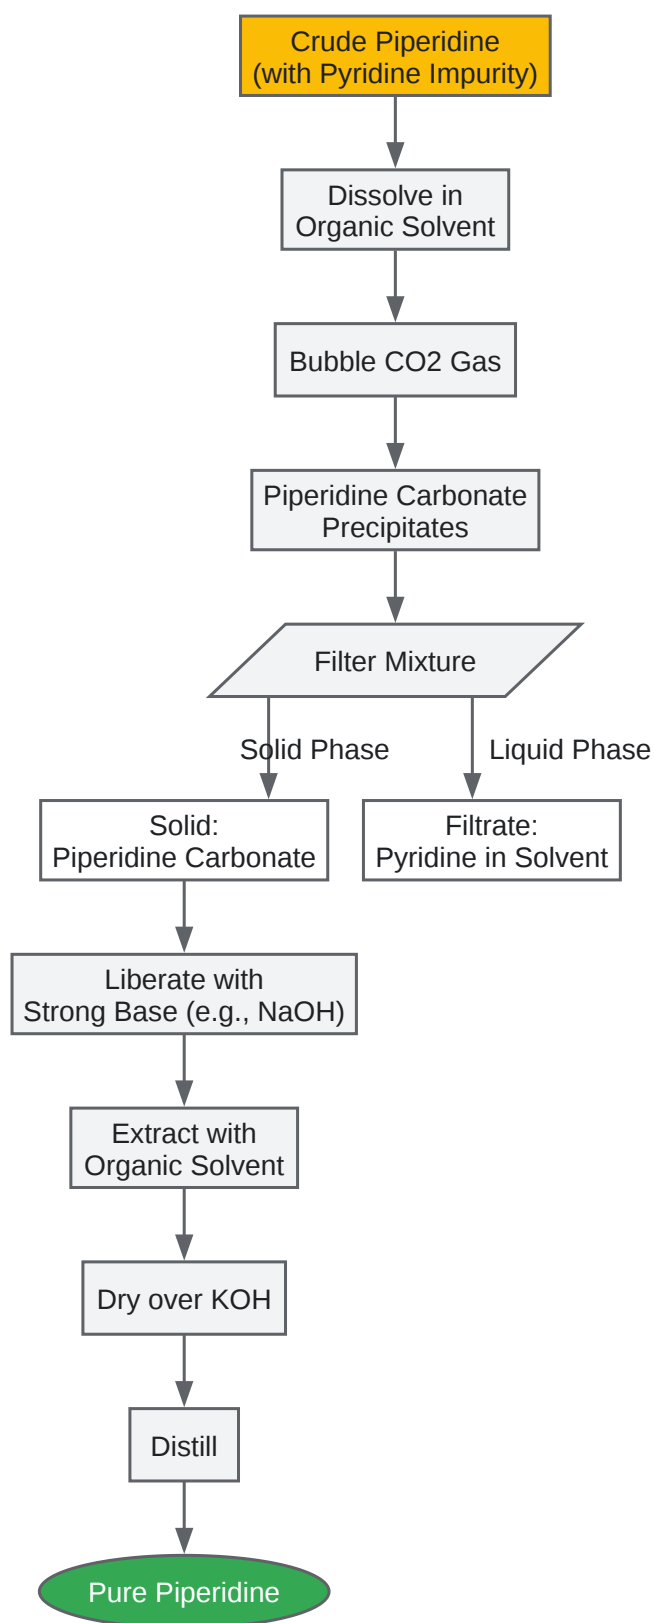 Crude Piperidine
(with Pyridine Impurity)
Dissolve in
Organic Solvent
Bubble CO2 Gas
Piperidine Carbonate
Precipitates
Filter Mixture
Solid Phase
Liquid Phase
Solid:
Piperidine Carbonate
Filtrate:
Pyridine in Solvent
Liberate with
Strong Base (e.g., NaOH)
Extract with
Organic Solvent
Dry over KOH
Distill
Pure Piperidine